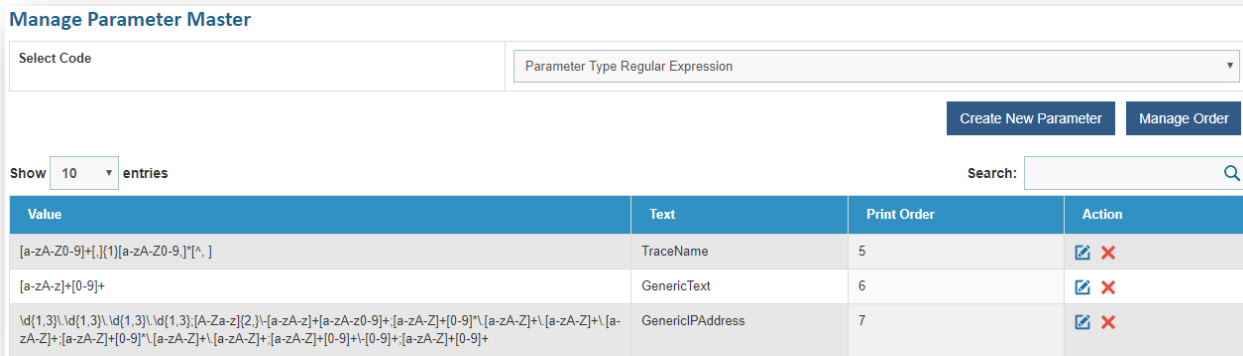 Manage Parameter Master
Select Code
Parameter Type Regular Expression
Create New Parameter
Manage Order
Show 10 entries
Search:
Value Text Print Order Action
[a-zA-Z0-9]+[,]{1}[a-zA-Z0-9,]*[^, ] TraceName 5
[a-zA-z]+[0-9]+ GenericText 6
\d{1,3}\.\d{1,3}\.\d{1,3}\.\d{1,3};[A-Za-z]{2,}\-[a-zA-z]+[a-zA-z0-9]+;[a-zA-Z]+[0-9]*\.[a-zA-Z]+\.[a-zA-Z]+\.[a- GenericIPAddress 7
zA-Z]+;[a-zA-Z]+[0-9]*\.[a-zA-Z]+\.[a-zA-Z]+;[a-zA-Z]+[0-9]+\-[0-9]+;[a-zA-Z]+[0-9]+